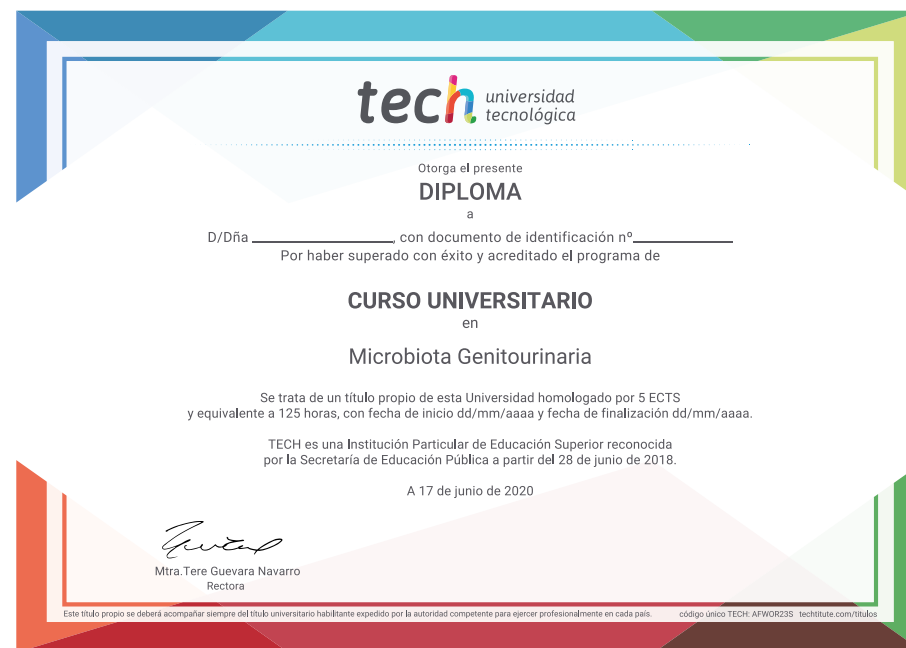 tech universidad
tecnológica
Otorga el presente
DIPLOMA
a
D/Dña ____________________, con documento de identificación nº______________
Por haber superado con éxito y acreditado el programa de
CURSO UNIVERSITARIO
en
Microbiota Genitourinaria
Se trata de un título propio de esta Universidad homologado por 5 ECTS
y equivalente a 125 horas, con fecha de inicio dd/mm/aaaa y fecha de finalización dd/mm/aaaa.
TECH es una Institución Particular de Educación Superior reconocida
por la Secretaría de Educación Pública a partir del 28 de junio de 2018.
A 17 de junio de 2020
Mtra.Tere Guevara Navarro
Rectora
Este título propio se deberá acompañar siempre del título universitario habilitante expedido por la autoridad competente para ejercer profesionalmente en cada país. código único TECH: AFWOR23S techtitute.com/titulos